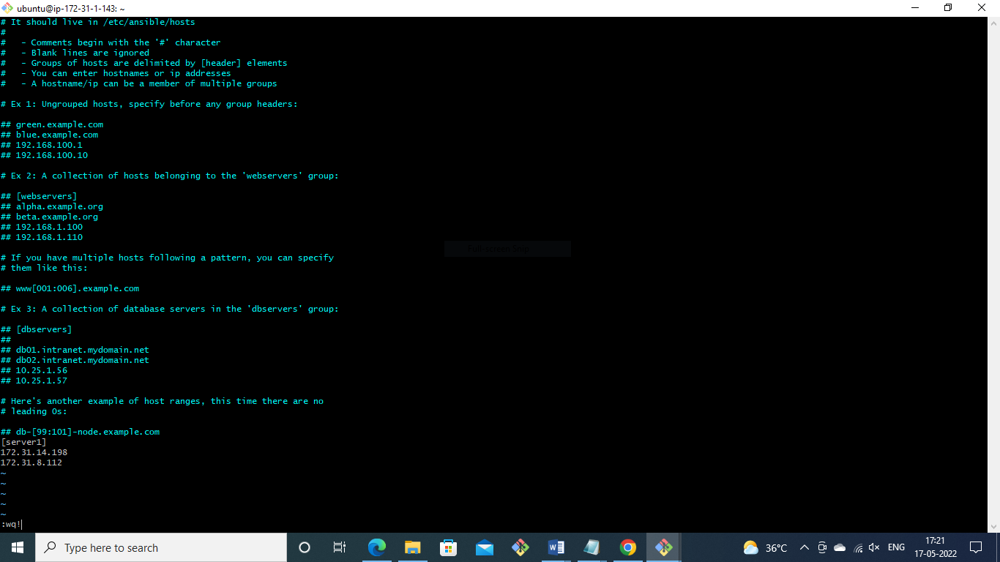 ubuntu@ip-172-31-1-143: ~
# It should live in /etc/ansible/hosts
#
#   - Comments begin with the '#' character
#   - Blank lines are ignored
#   - Groups of hosts are delimited by [header] elements
#   - You can enter hostnames or ip addresses
#   - A hostname/ip can be a member of multiple groups
# Ex 1: Ungrouped hosts, specify before any group headers:
## green.example.com
## blue.example.com
## 192.168.100.1
## 192.168.100.10
# Ex 2: A collection of hosts belonging to the 'webservers' group:
## [webservers]
## alpha.example.org
## beta.example.org
## 192.168.1.100
## 192.168.1.110
Full-screen Snip
# If you have multiple hosts following a pattern, you can specify
# them like this:
## www[001:006].example.com
# Ex 3: A collection of database servers in the 'dbservers' group:
## [dbservers]
##
## db01.intranet.mydomain.net
## db02.intranet.mydomain.net
## 10.25.1.56
## 10.25.1.57
# Here's another example of host ranges, this time there are no
# leading 0s:
## db-[99:101]-node.example.com
[server1]
172.31.14.198
172.31.8.112
~
~
~
~
~
:wq!
Type here to search
36°C
ENG
17:21
17-05-2022